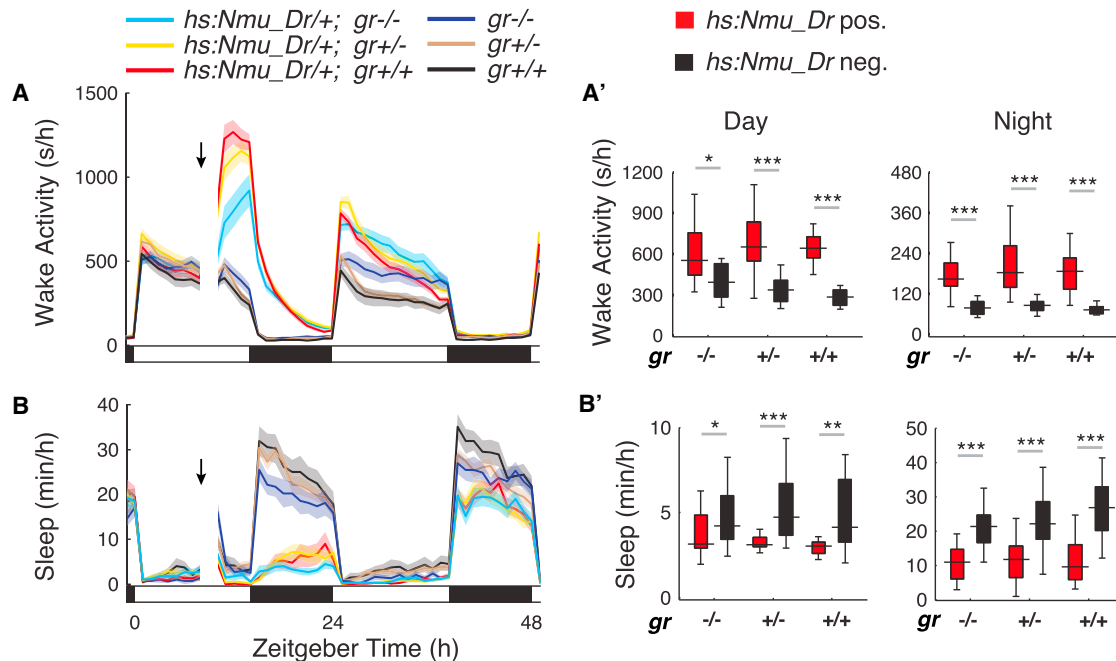 hs:Nmu_Dr/+; gr-/-
hs:Nmu_Dr/+; gr+/-
hs:Nmu_Dr/+; gr+/+
gr-/-
gr+/-
gr+/+
hs:Nmu_Dr pos.
hs:Nmu_Dr neg.
A
1500
1000
500
0
Wake Activity (s/h)
A'
Day
Night
1200
900
600
300
0
Wake Activity (s/h)
* *** ***
gr -/- +/- +/+
480
360
240
120
0
*** *** ***
gr -/- +/- +/+
B
40
30
20
10
0
Sleep (min/h)
0 24 48
Zeitgeber Time (h)
B'
10
5
0
Sleep (min/h)
* *** **
gr -/- +/- +/+
50
40
30
20
10
0
*** *** ***
gr -/- +/- +/+